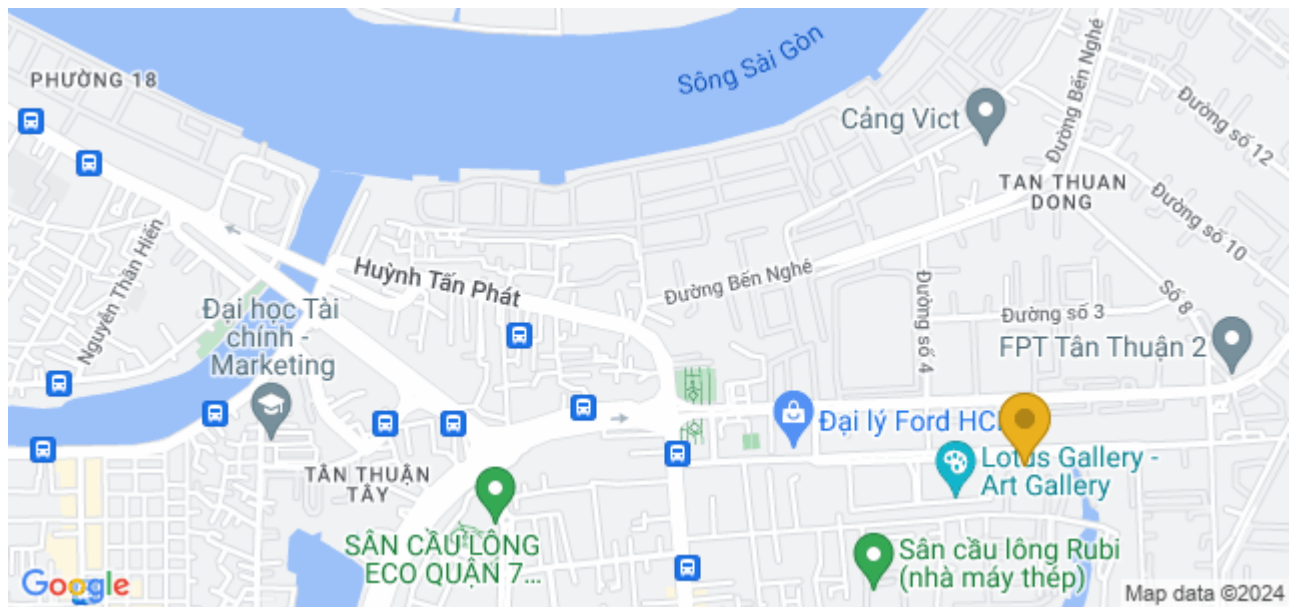 PHƯỜNG 18
Sông Sài Gòn
Đường Bến Nghé
Cảng Vict
Đường số 12
TAN THUAN
DONG
Đường số 10
Nguyễn Thần Hiến
Huỳnh Tấn Phát
Đường Bến Nghé
Đường số 4
Đường số 3
Số 8
Đại học Tài
chính -
Marketing
FPT Tân Thuận 2
Đại lý Ford HC
TÂN THUẬN
TÂY
Lotus Gallery -
Art Gallery
SÂN CẦU LÔNG
ECO QUẬN 7...
Sân cầu lông Rubi
(nhà máy thép)
Google
Map data ©2024